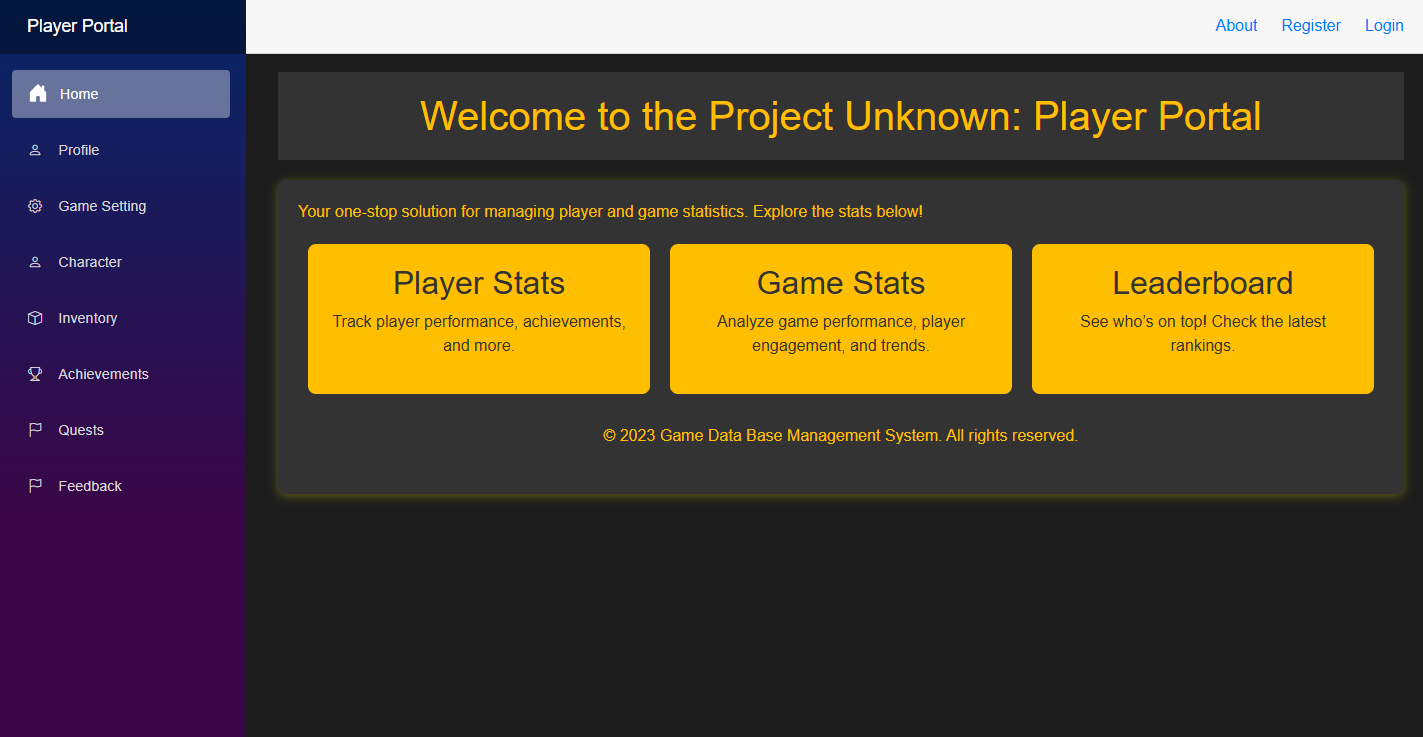 Player Portal
About Register Login
Home
Profile
Game Setting
Character
Inventory
Achievements
Quests
Feedback
Welcome to the Project Unknown: Player Portal
Your one-stop solution for managing player and game statistics. Explore the stats below!
Player Stats
Track player performance, achievements,
and more.
Game Stats
Analyze game performance, player
engagement, and trends.
Leaderboard
See who’s on top! Check the latest
rankings.
© 2023 Game Data Base Management System. All rights reserved.